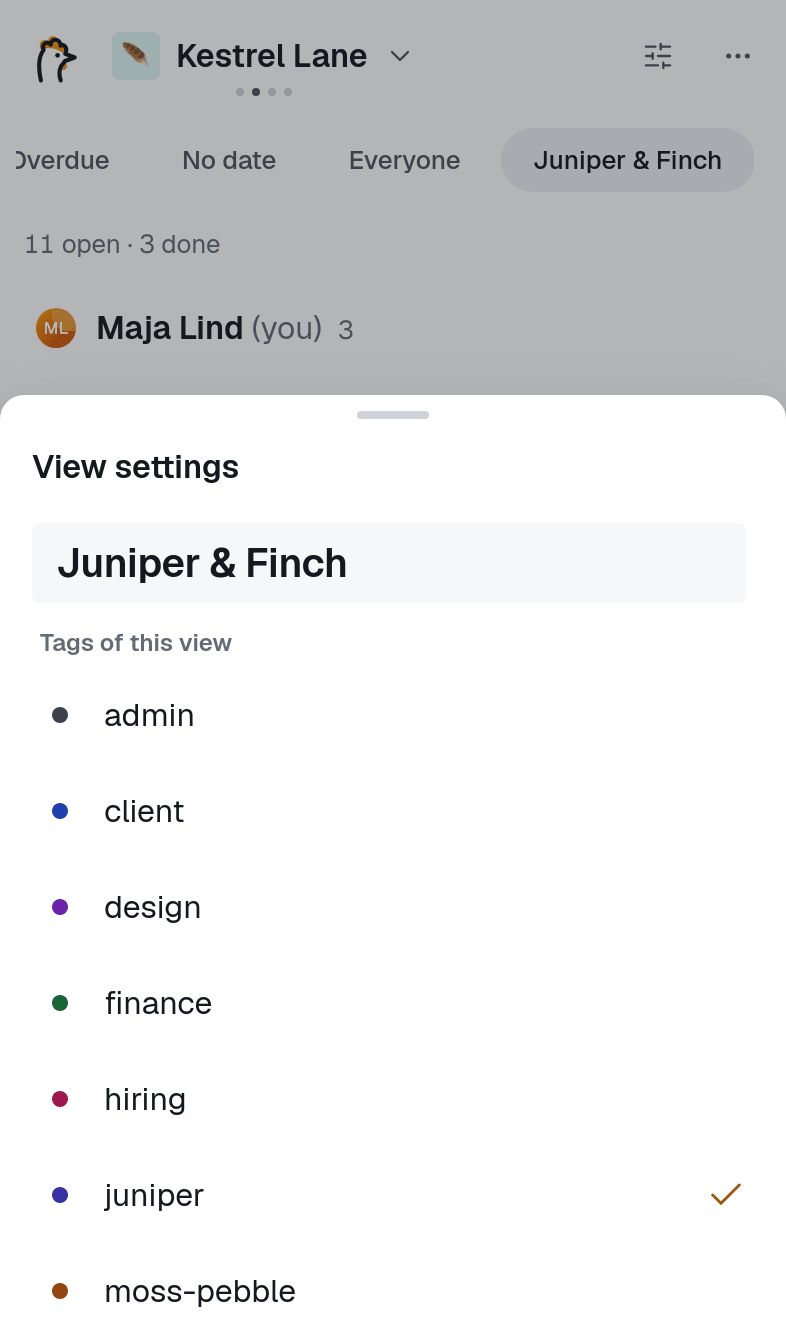 Kestrel Lane
Overdue No date Everyone Juniper & Finch
11 open · 3 done
ML Maja Lind (you) 3
View settings
Juniper & Finch
Tags of this view
admin
client
design
finance
hiring
juniper
moss-pebble